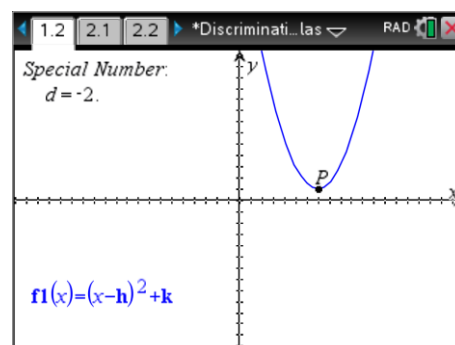 1.2 2.1 2.2 *Discriminati...las RAD
Special Number:
d=-2.
y
P
x
f1(x)=(x-h)²+k